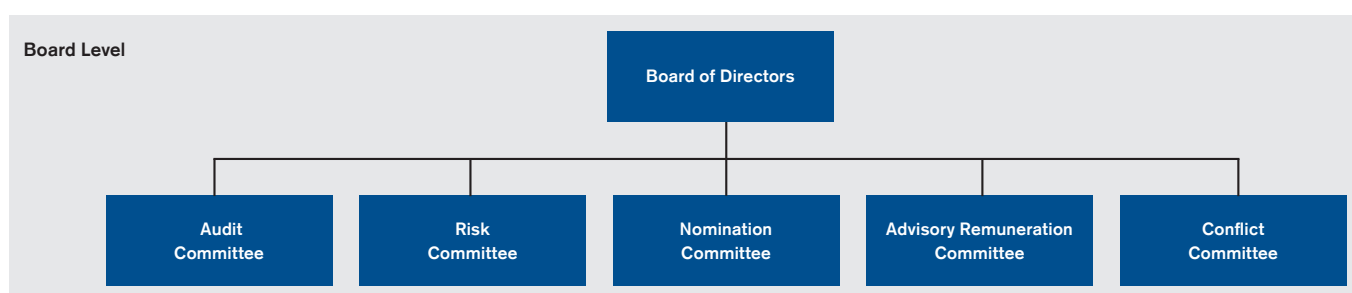 Board Level
Board of Directors
Audit
Committee
Risk
Committee
Nomination
Committee
Advisory Remuneration
Committee
Conflict
Committee